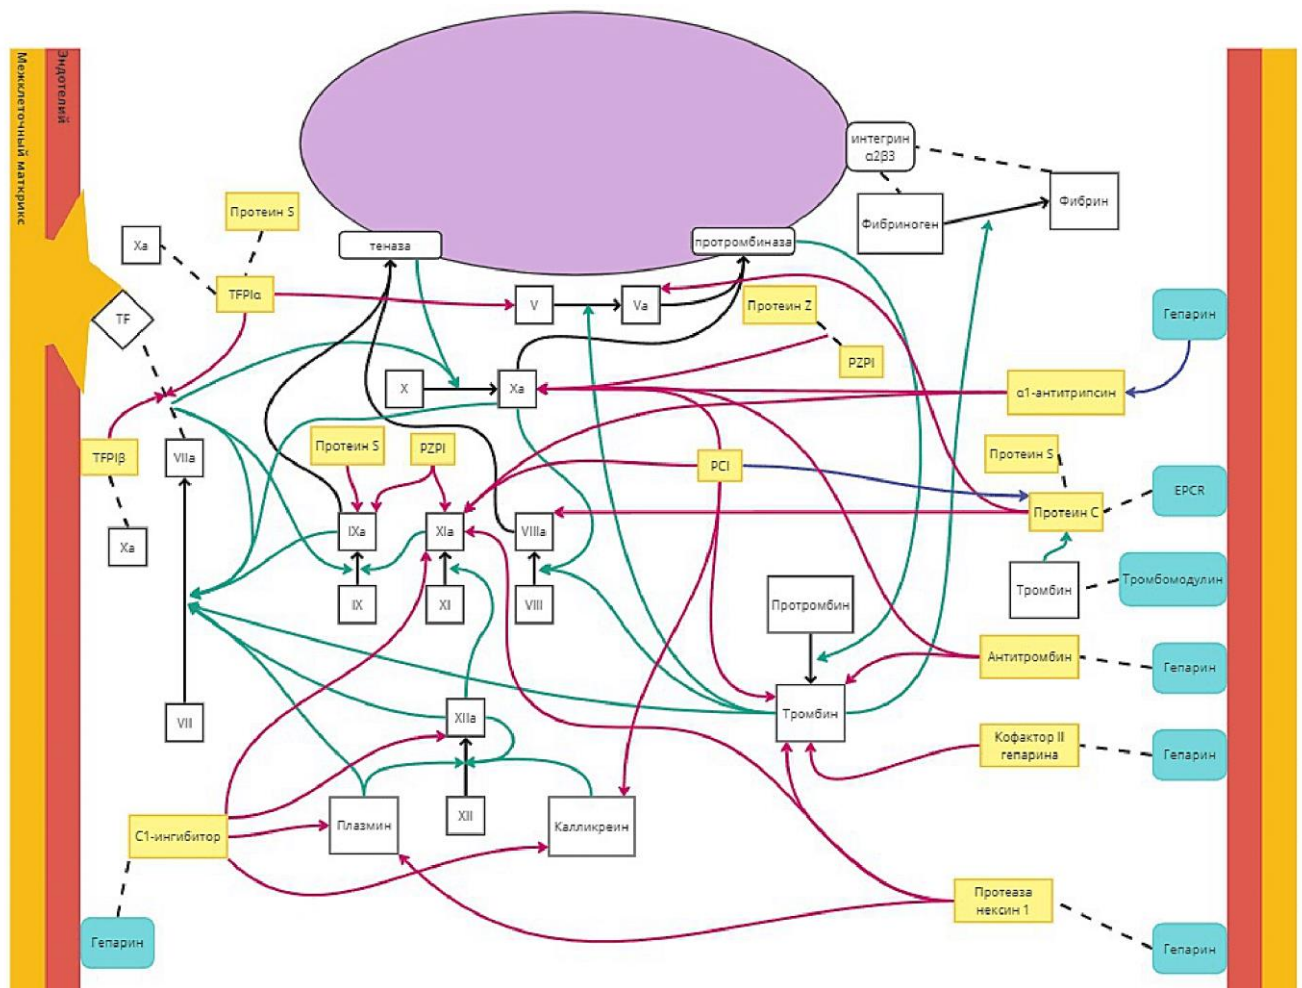 Межклеточный маткрикс
Эндотелий
интегрин
α2β3
Фибриноген
Фибрин
Протеин S
Xa
теназа
протромбиназа
TFPIα
V
Va
Протеин Z
PZPI
TF
Гепарин
X
Xa
α1-антитрипсин
Протеин S
PZPI
Протеин S
TFPIβ
VIIa
PCI
EPCR
Протеин C
Xa
IXa
XIa
VIIIa
Тромбомодулин
Тромбин
IX
XI
VIII
Протромбин
Антитромбин
Гепарин
VII
XIIa
Тромбин
Кофактор II
гепарина
Гепарин
XII
Плазмин
Калликреин
C1-ингибитор
Протеаза
нексин 1
Гепарин
Гепарин